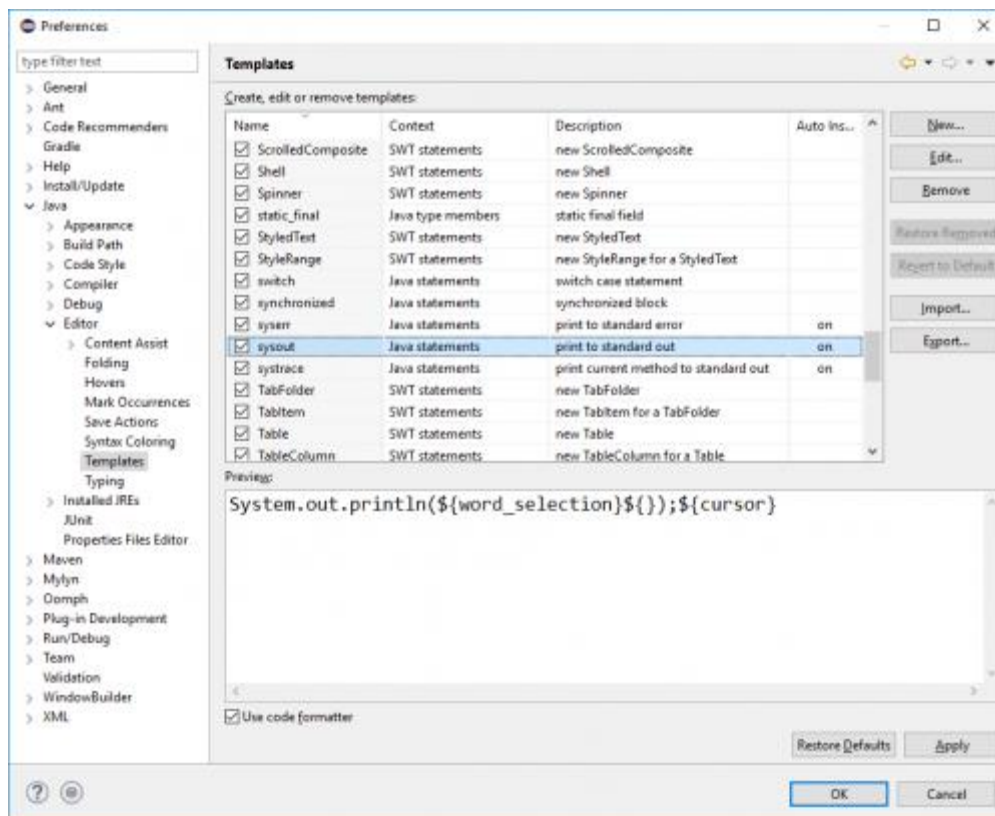 Preferences
type filter text
General
Ant
Code Recommenders
Gradle
Help
Install/Update
Java
Appearance
Build Path
Code Style
Compiler
Debug
Editor
Content Assist
Folding
Hovers
Mark Occurrences
Save Actions
Syntax Coloring
Templates
Typing
Installed JREs
JUnit
Properties Files Editor
Maven
Mylyn
Oomph
Plug-in Development
Run/Debug
Team
Validation
WindowBuilder
XML
Templates
Create, edit or remove templates:
Name Context Description Auto Ins...
ScrolledComposite SWT statements new ScrolledComposite
Shell SWT statements new Shell
Spinner SWT statements new Spinner
static_final Java type members static final field
StyledText SWT statements new StyledText
StyleRange SWT statements new StyleRange for a StyledText
switch Java statements switch case statement
synchronized Java statements synchronized block
syserr Java statements print to standard error on
sysout Java statements print to standard out on
systrace Java statements print current method to standard out on
TabFolder SWT statements new TabFolder
TabItem SWT statements new TabItem for a TabFolder
Table SWT statements new Table
TableColumn SWT statements new TableColumn for a Table
New...
Edit...
Remove
Restore Removed
Revert to Default
Import...
Export...
Preview:
System.out.println(${word_selection}${});${cursor}
Use code formatter
Restore Defaults Apply
OK Cancel